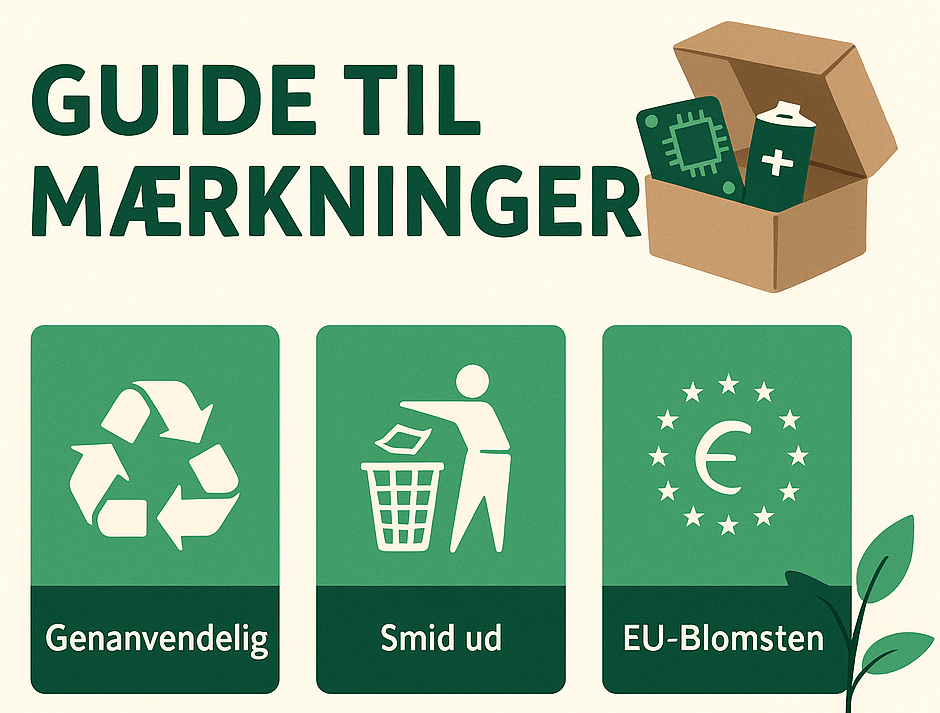 GUIDE TIL
MÆRKNINGER
Genanvendelig
Smid ud
EU-Blomsten